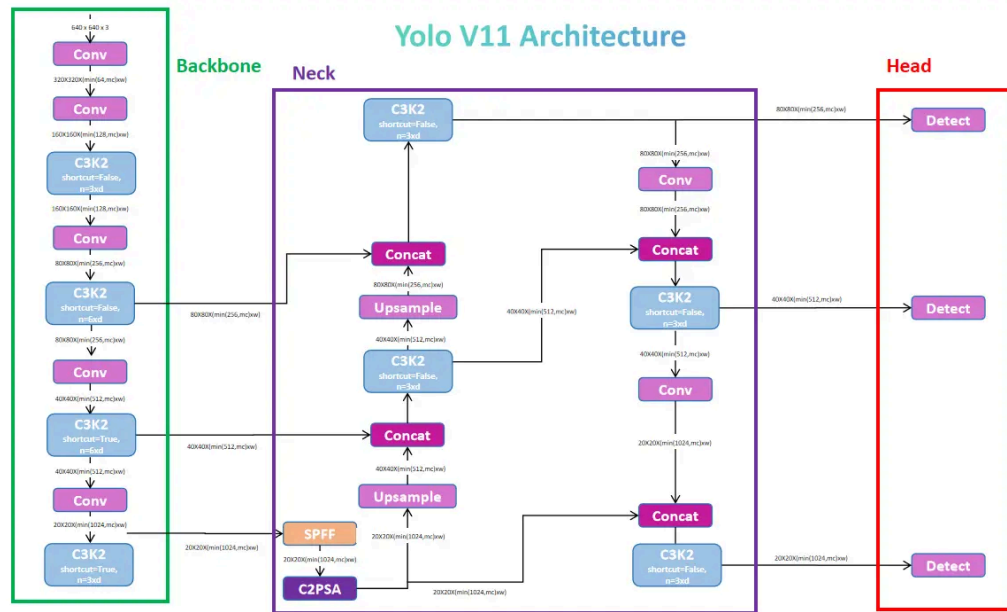 Yolo V11 Architecture
Backbone
640 x 640 x 3
Conv
320X320X(min(64,mc)xw)
Conv
160X160X(min(128,mc)xw)
C3K2
shortcut=False,
n=3xd
160X160X(min(128,mc)xw)
Conv
80X80X(min(256,mc)xw)
C3K2
shortcut=False,
n=6xd
80X80X(min(256,mc)xw)
Conv
40X40X(min(512,mc)xw)
C3K2
shortcut=True,
n=6xd
40X40X(min(512,mc)xw)
Conv
20X20X(min(1024,mc)xw)
C3K2
shortcut=True,
n=3xd
Neck
C3K2
shortcut=False,
n=3xd
Concat
80X80X(min(256,mc)xw)
80X80X(min(256,mc)xw)
Upsample
40X40X(min(512,mc)xw)
C3K2
shortcut=False,
n=3xd
Concat
40X40X(min(512,mc)xw)
40X40X(min(512,mc)xw)
Upsample
20X20X(min(1024,mc)xw)
20X20X(min(1024,mc)xw)
SPFF
20X20X(min(1024,mc)xw)
C2PSA
20X20X(min(1024,mc)xw)
80X80X(min(256,mc)xw)
Conv
80X80X(min(256,mc)xw)
Concat
40X40X(min(512,mc)xw)
C3K2
shortcut=False,
n=3xd
40X40X(min(512,mc)xw)
Conv
20X20X(min(1024,mc)xw)
Concat
C3K2
shortcut=False,
n=3xd
Head
80X80X(min(256,mc)xw)
Detect
40X40X(min(512,mc)xw)
Detect
20X20X(min(1024,mc)xw)
Detect